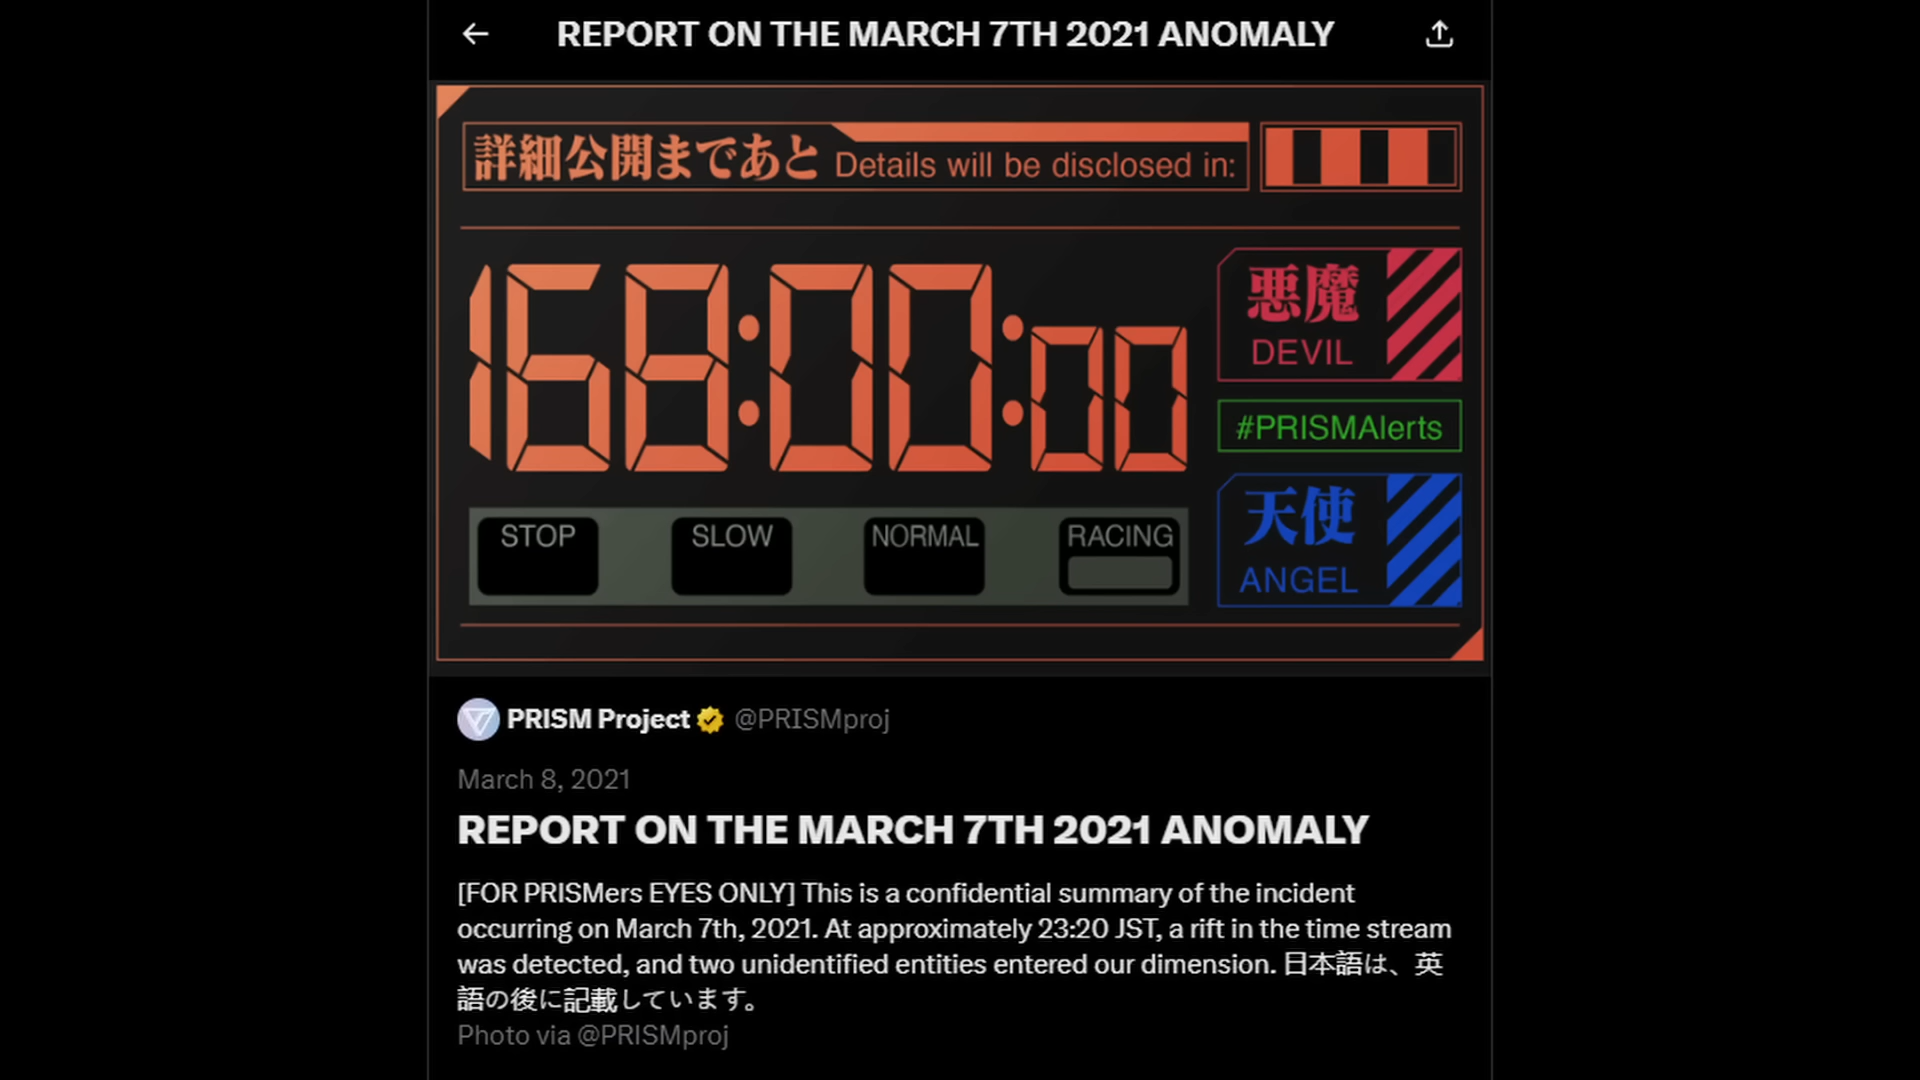 REPORT ON THE MARCH 7TH 2021 ANOMALY
詳細公開まであと Details will be disclosed in:
168:00:00
悪魔
DEVIL
#PRISMAlerts
天使
ANGEL
STOP SLOW NORMAL RACING
PRISM Project @PRISMproj
March 8, 2021
REPORT ON THE MARCH 7TH 2021 ANOMALY
[FOR PRISMers EYES ONLY] This is a confidential summary of the incident
occurring on March 7th, 2021. At approximately 23:20 JST, a rift in the time stream
was detected, and two unidentified entities entered our dimension. 日本語は、英
語の後に記載しています。
Photo via @PRISMproj